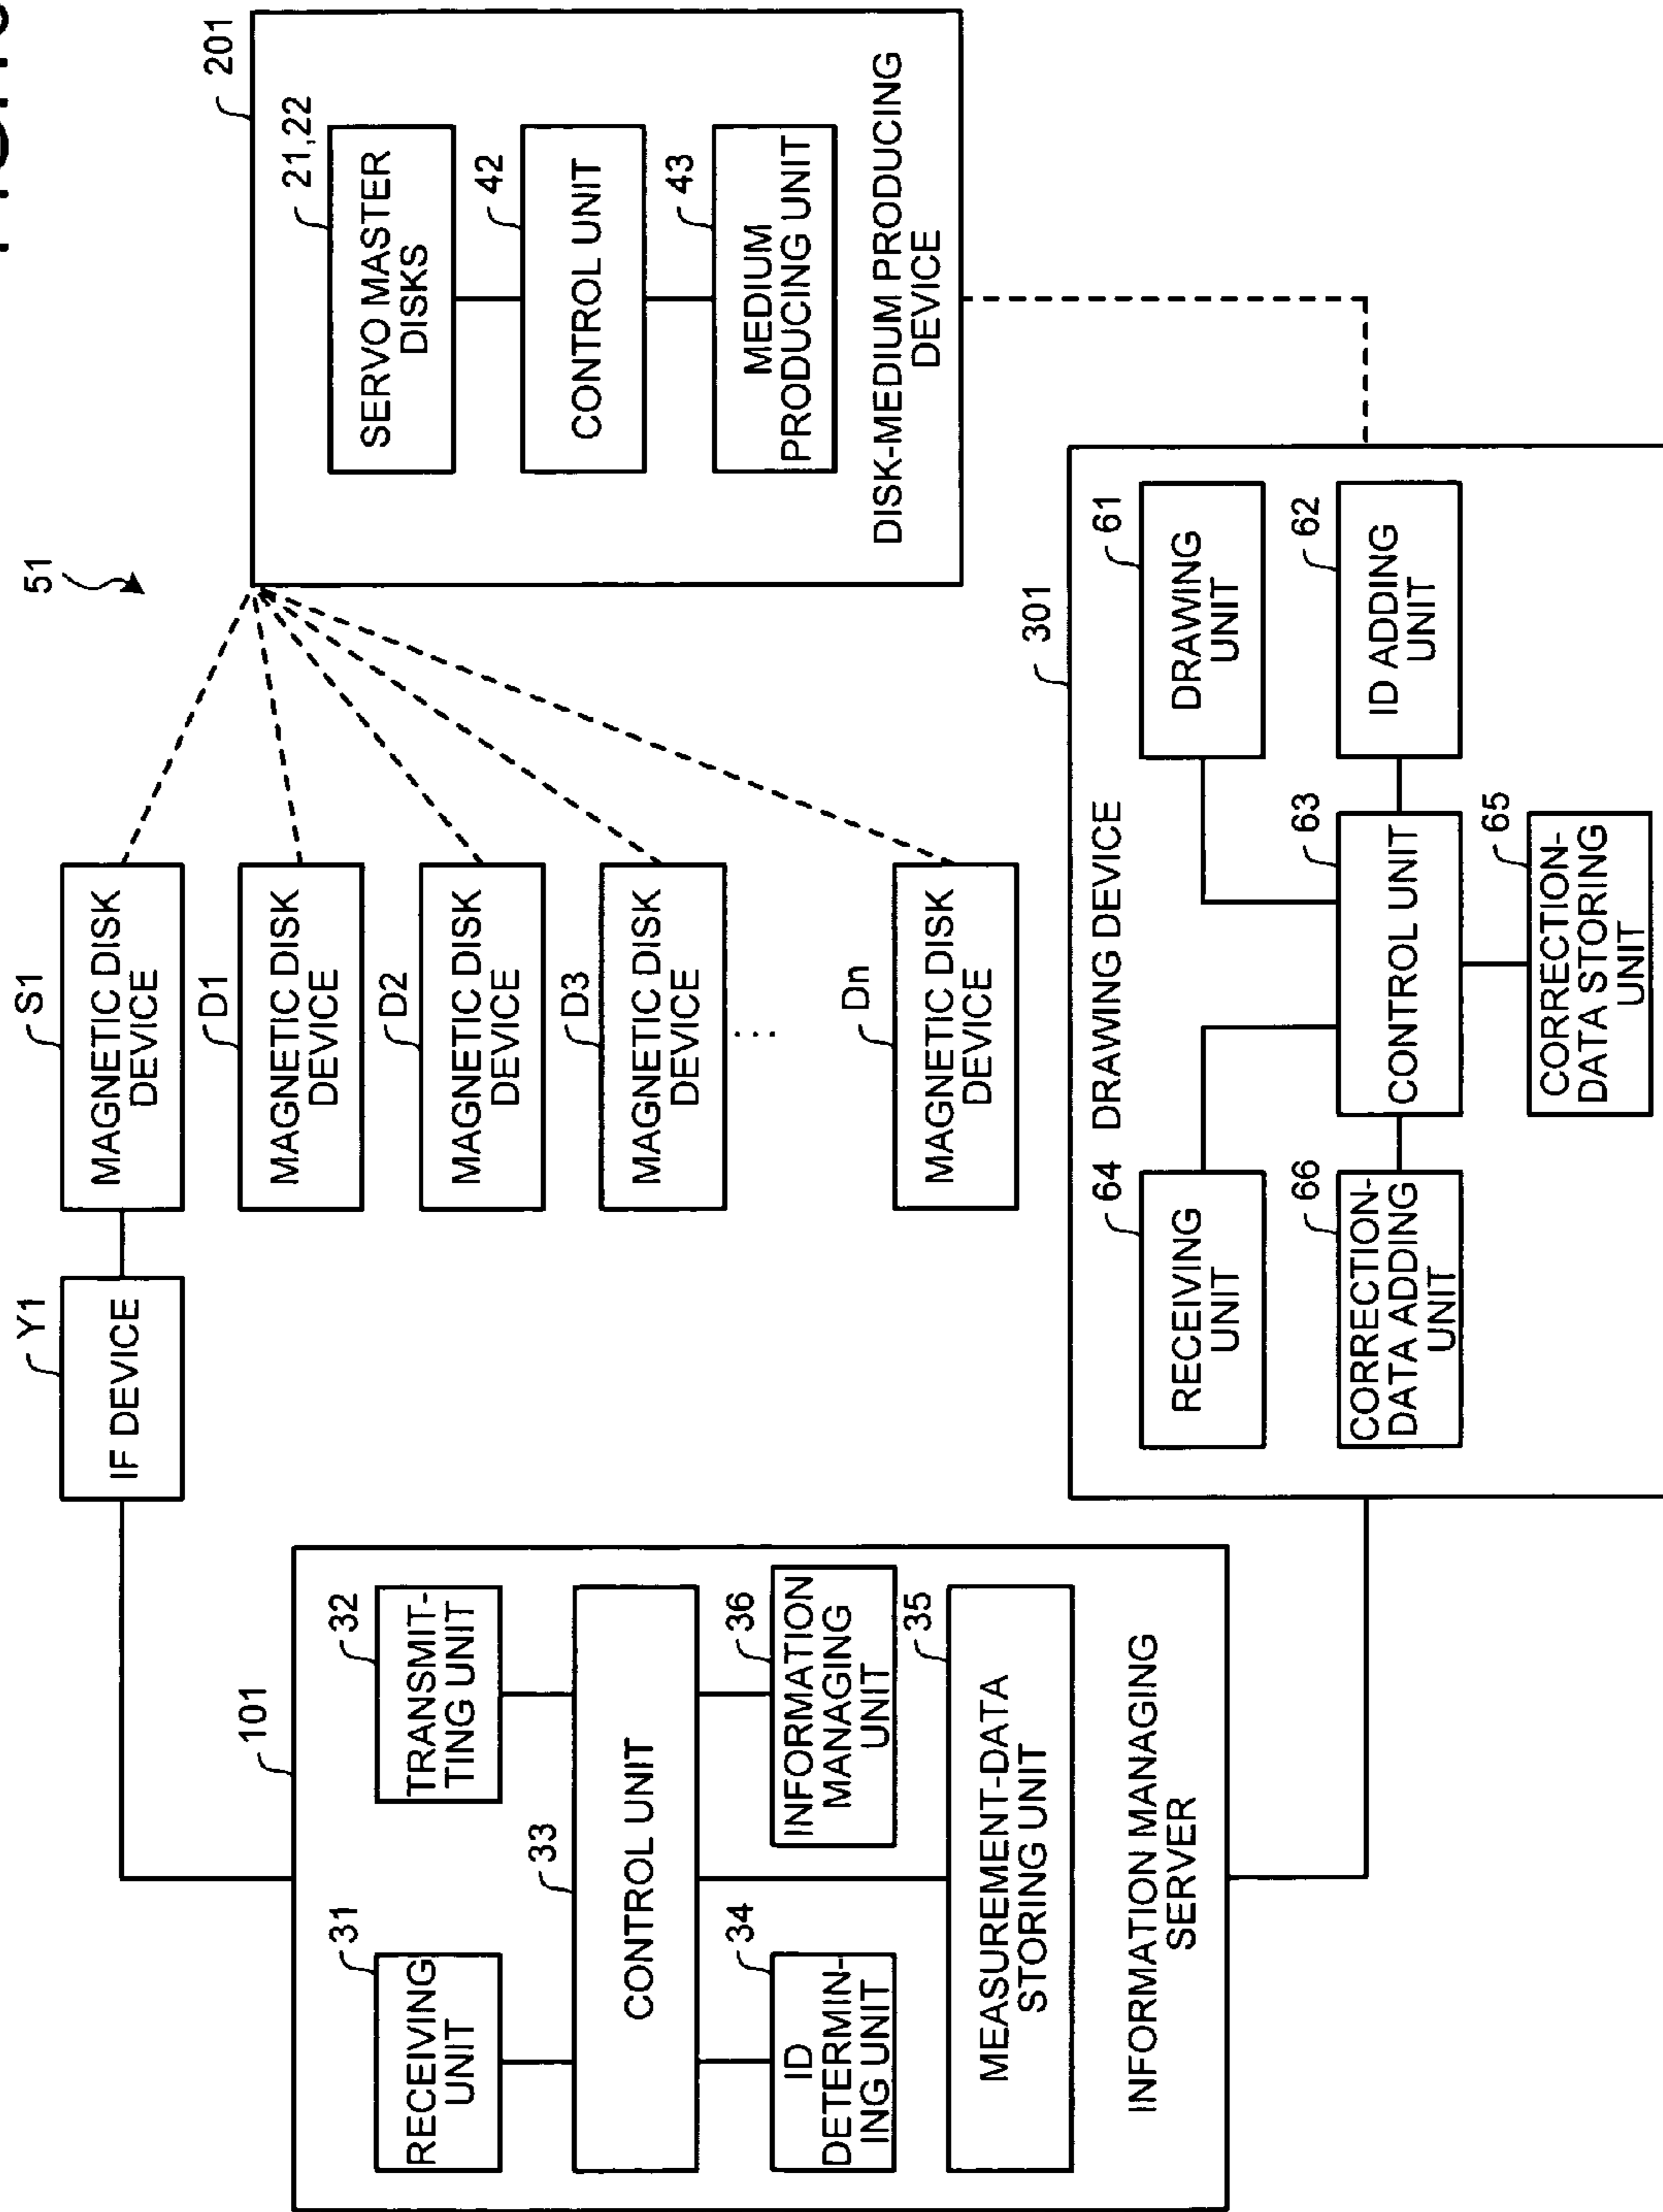 51
Y1
IF DEVICE
S1
MAGNETIC DISK
DEVICE
D1
MAGNETIC DISK
DEVICE
D2
MAGNETIC DISK
DEVICE
D3
MAGNETIC DISK
DEVICE
...
Dn
MAGNETIC DISK
DEVICE
201
21,22
SERVO MASTER
DISKS
42
CONTROL UNIT
43
MEDIUM
PRODUCING UNIT
DISK-MEDIUM PRODUCING
DEVICE
101
31
RECEIVING
UNIT
32
TRANSMIT-
TING UNIT
33
CONTROL UNIT
34
ID
DETERMIN-
ING UNIT
36
INFORMATION
MANAGING
UNIT
35
MEASUREMENT-DATA
STORING UNIT
INFORMATION MANAGING
SERVER
301
DRAWING DEVICE
64
RECEIVING
UNIT
61
DRAWING
UNIT
66
CORRECTION-
DATA ADDING
UNIT
63
CONTROL UNIT
62
ID ADDING
UNIT
65
CORRECTION-
DATA STORING
UNIT